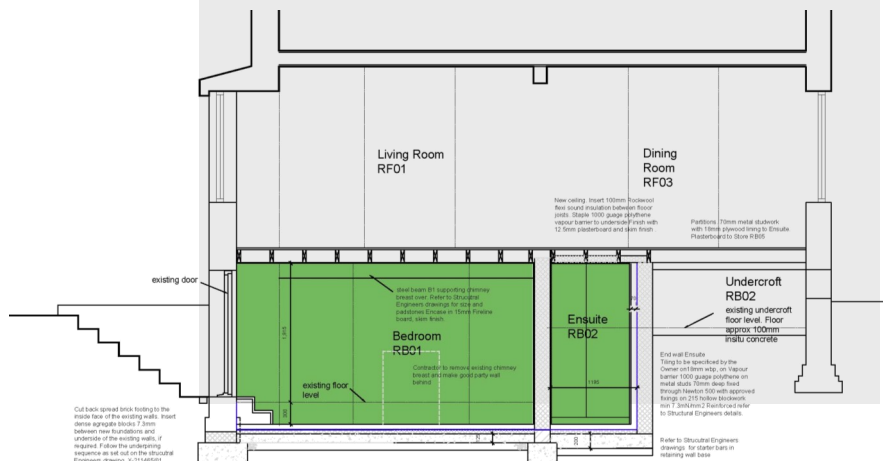 Living Room
RF01
Dining
Room
RF03
New ceiling. Insert 100mm Rockwool
flexi sound insulation between flooor
joists. Staple 1000 guage polythene
vapour barrier to underside Finish with
12.5mm plasterboard and skim finish
Partitions. 70mm metal studwork
with 18mm plywood lining to Ensuite
Plasterboard to Store RB05
existing door
steel beam B1 supporting chimney
breast over. Refer to Strucutral
Engineers drawings for size and
padstones Encase in 15mm Fireline
board, skim finish.
Undercroft
RB02
existing undercroft
floor level. Floor
approx 100mm
insitu concrete
Ensuite
RB02
Bedroom
RB01
Contractor to remove existing chimney
breast and make good party wall
behind
existing floor
level
End wall Ensuite
Tiling to be specificed by the
Owner on18mm wbp, on Vapour
barrier 1000 guage polythene on
metal studs 70mm deep fixed
through Newton 500 with approved
fixings on 215 hollow blockwork
min 7.3nN/mm2 Reinforced refer
to Structural Engineers details.
Cut back spread brick footing to the
inside face of the existing walls. Insert
dense agregate blocks 7.3mm
between new foundations and
underside of the existing walls, if
required. Follow the underpining
sequence as set out on the strucutral
Refer to Strucutral Engineers
drawings for starter bars in
retaining wall base